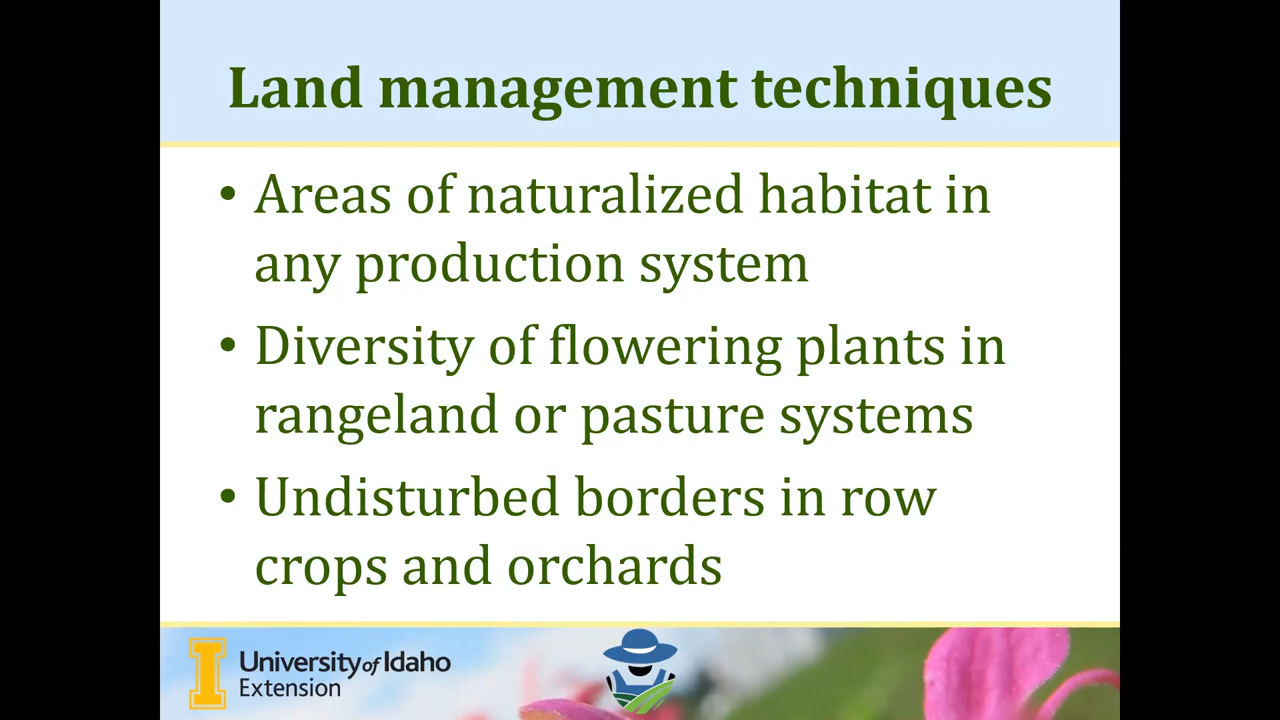 Land management techniques
• Areas of naturalized habitat in
any production system
• Diversity of flowering plants in
rangeland or pasture systems
• Undisturbed borders in row
crops and orchards
I
University of Idaho
Extension